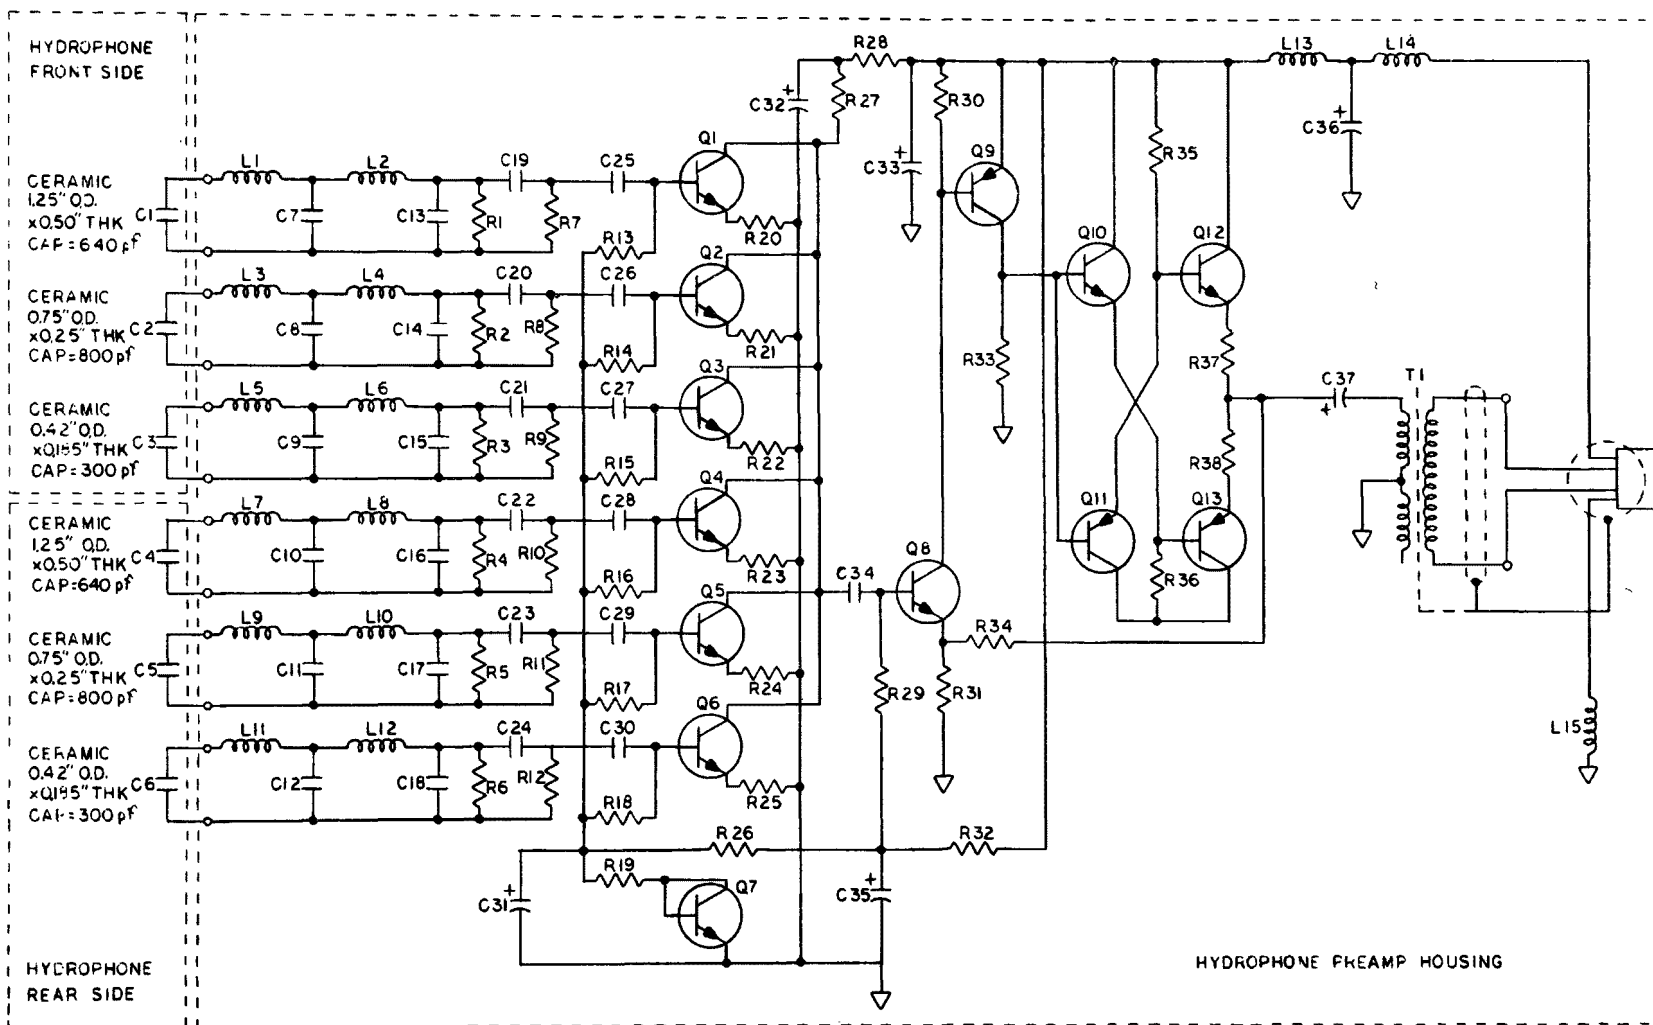 HYDROPHONE
FRONT SIDE
CERAMIC
1.25" O.D.
x0.50" THK
CAP=640 pf
C1
L1
L2
C7
C13
R1
C19
R7
C25
R13
Q1
R20
CERAMIC
0.75" O.D.
x0.25" THK
CAP=800 pf
C2
L3
L4
C8
C14
R2
C20
R8
C26
R14
Q2
R21
CERAMIC
0.42" O.D.
x0.185" THK
CAP=300 pf
C3
L5
L6
C9
C15
R3
C21
R9
C27
R15
Q3
R22
CERAMIC
1.25" O.D.
x0.50" THK
CAP=640 pf
C4
L7
L8
C10
C16
R4
C22
R10
C28
R16
Q4
R23
CERAMIC
0.75" O.D.
x0.25" THK
CAP=800 pf
C5
L9
L10
C11
C17
R5
C23
R11
C29
R17
Q5
R24
CERAMIC
0.42" O.D.
x0.185" THK
CAP=300 pf
C6
L11
L12
C12
C18
R6
C24
R12
C30
R18
Q6
R25
HYDROPHONE
REAR SIDE
+
C31
R19
Q7
R26
+
C32
R27
R28
+
C33
R30
Q9
R33
C34
Q8
R29
R31
R34
R32
+
C35
Q10
Q11
R35
R36
Q12
R37
R38
Q13
L13
L14
+
C36
C37
+
T1
L15
HYDROPHONE PREAMP HOUSING